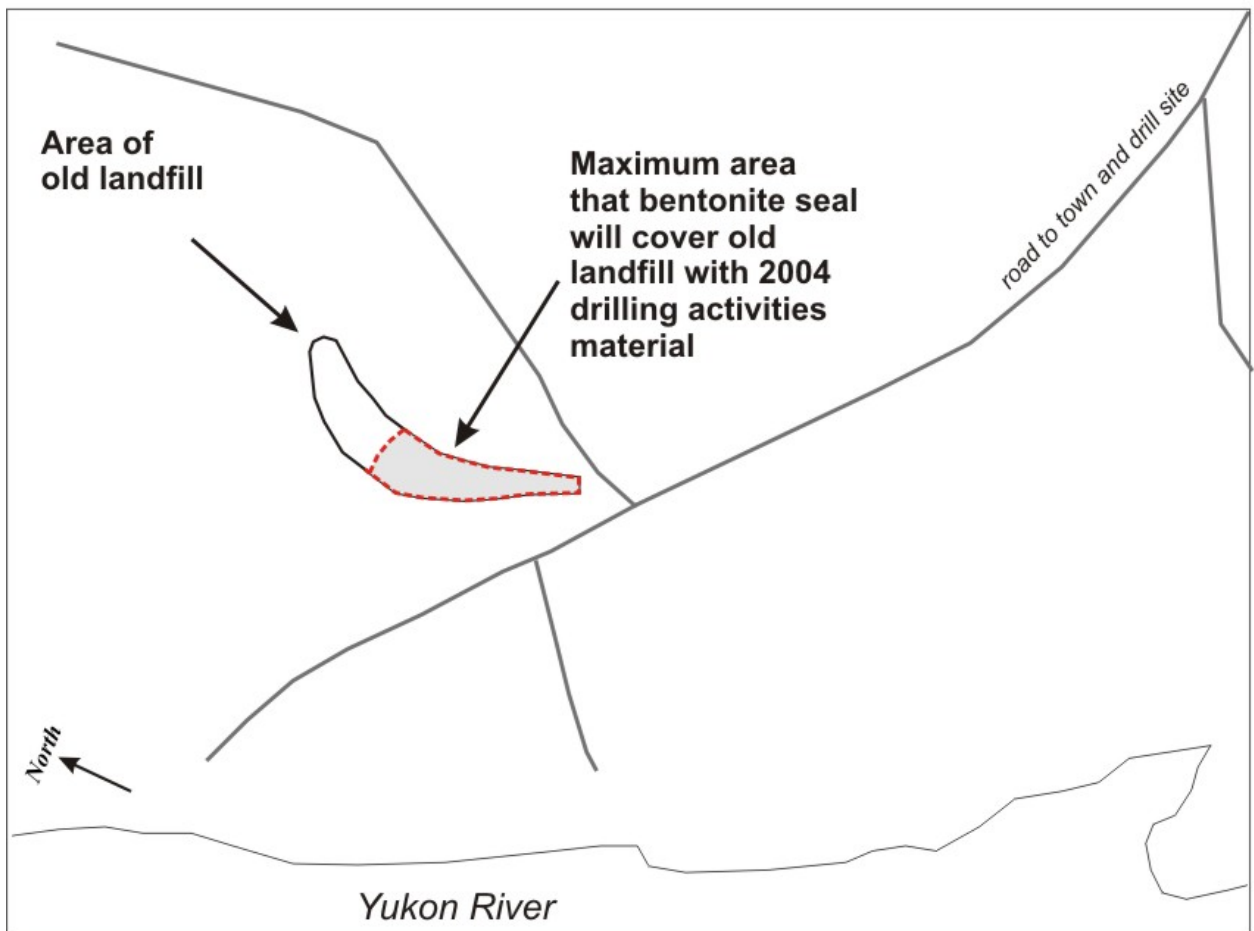 Area of
old landfill
Maximum area
that bentonite seal
will cover old
landfill with 2004
drilling activities
material
road to town and drill site
North
Yukon River